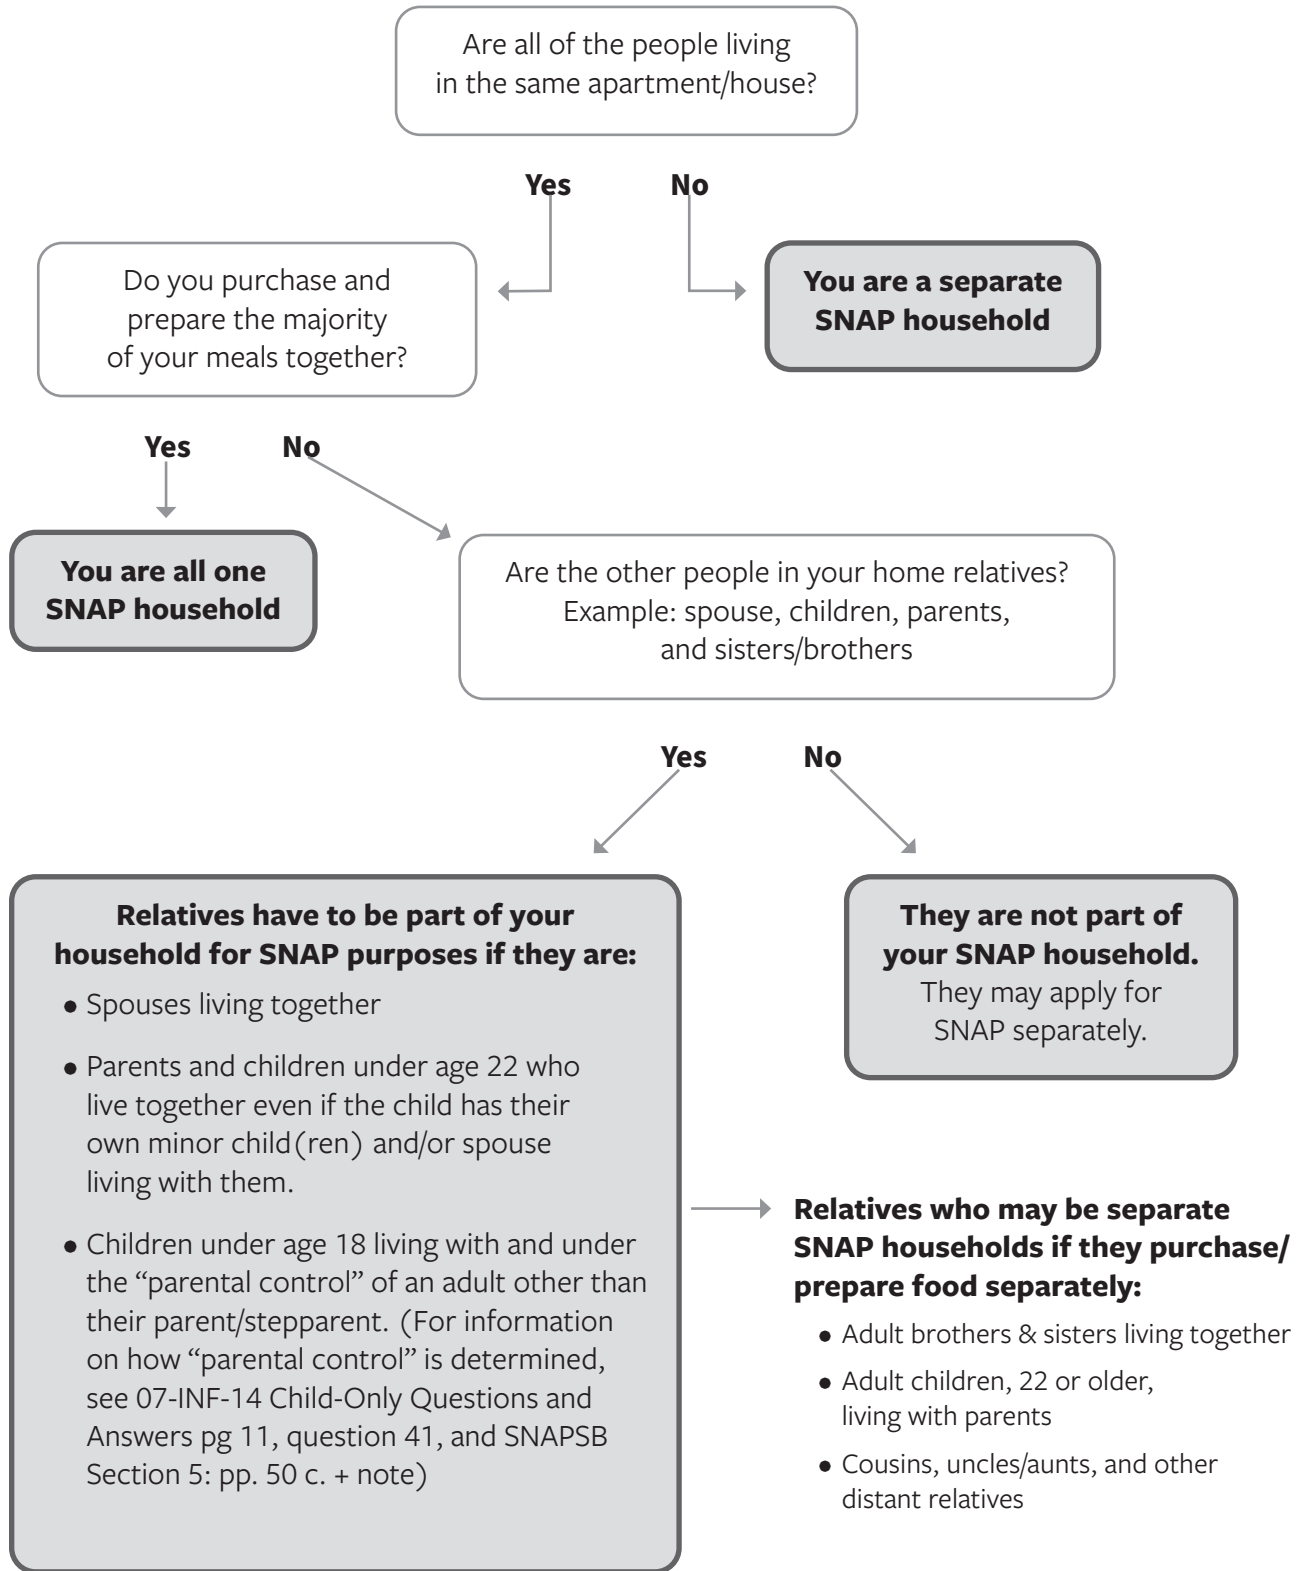 Are all of the people living
in the same apartment/house?
Yes
No
Do you purchase and
prepare the majority
of your meals together?
You are a separate
SNAP household
Yes
No
You are all one
SNAP household
Are the other people in your home relatives?
Example: spouse, children, parents,
and sisters/brothers
Yes
No
Relatives have to be part of your
household for SNAP purposes if they are:
• Spouses living together
• Parents and children under age 22 who
live together even if the child has their
own minor child(ren) and/or spouse
living with them.
• Children under age 18 living with and under
the “parental control” of an adult other than
their parent/stepparent. (For information
on how “parental control” is determined,
see 07-INF-14 Child-Only Questions and
Answers pg 11, question 41, and SNAPSB
Section 5: pp. 50 c. + note)
They are not part of
your SNAP household.
They may apply for
SNAP separately.
Relatives who may be separate
SNAP households if they purchase/
prepare food separately:
• Adult brothers & sisters living together
• Adult children, 22 or older,
living with parents
• Cousins, uncles/aunts, and other
distant relatives